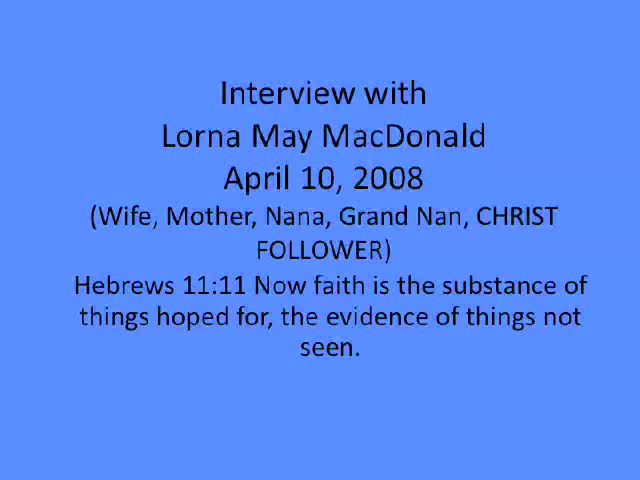 Interview with
Lorna May MacDonald
April 10, 2008
(Wife, Mother, Nana, Grand Nan, CHRIST
FOLLOWER)
Hebrews 11:11 Now faith is the substance of
things hoped for, the evidence of things not
seen.